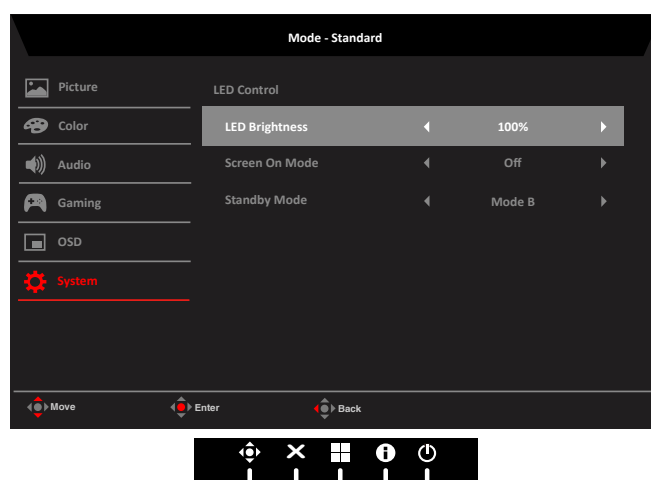 Mode - Standard
Picture
Color
Audio
Gaming
OSD
System
LED Control
LED Brightness 100%
Screen On Mode Off
Standby Mode Mode B
Move Enter Back